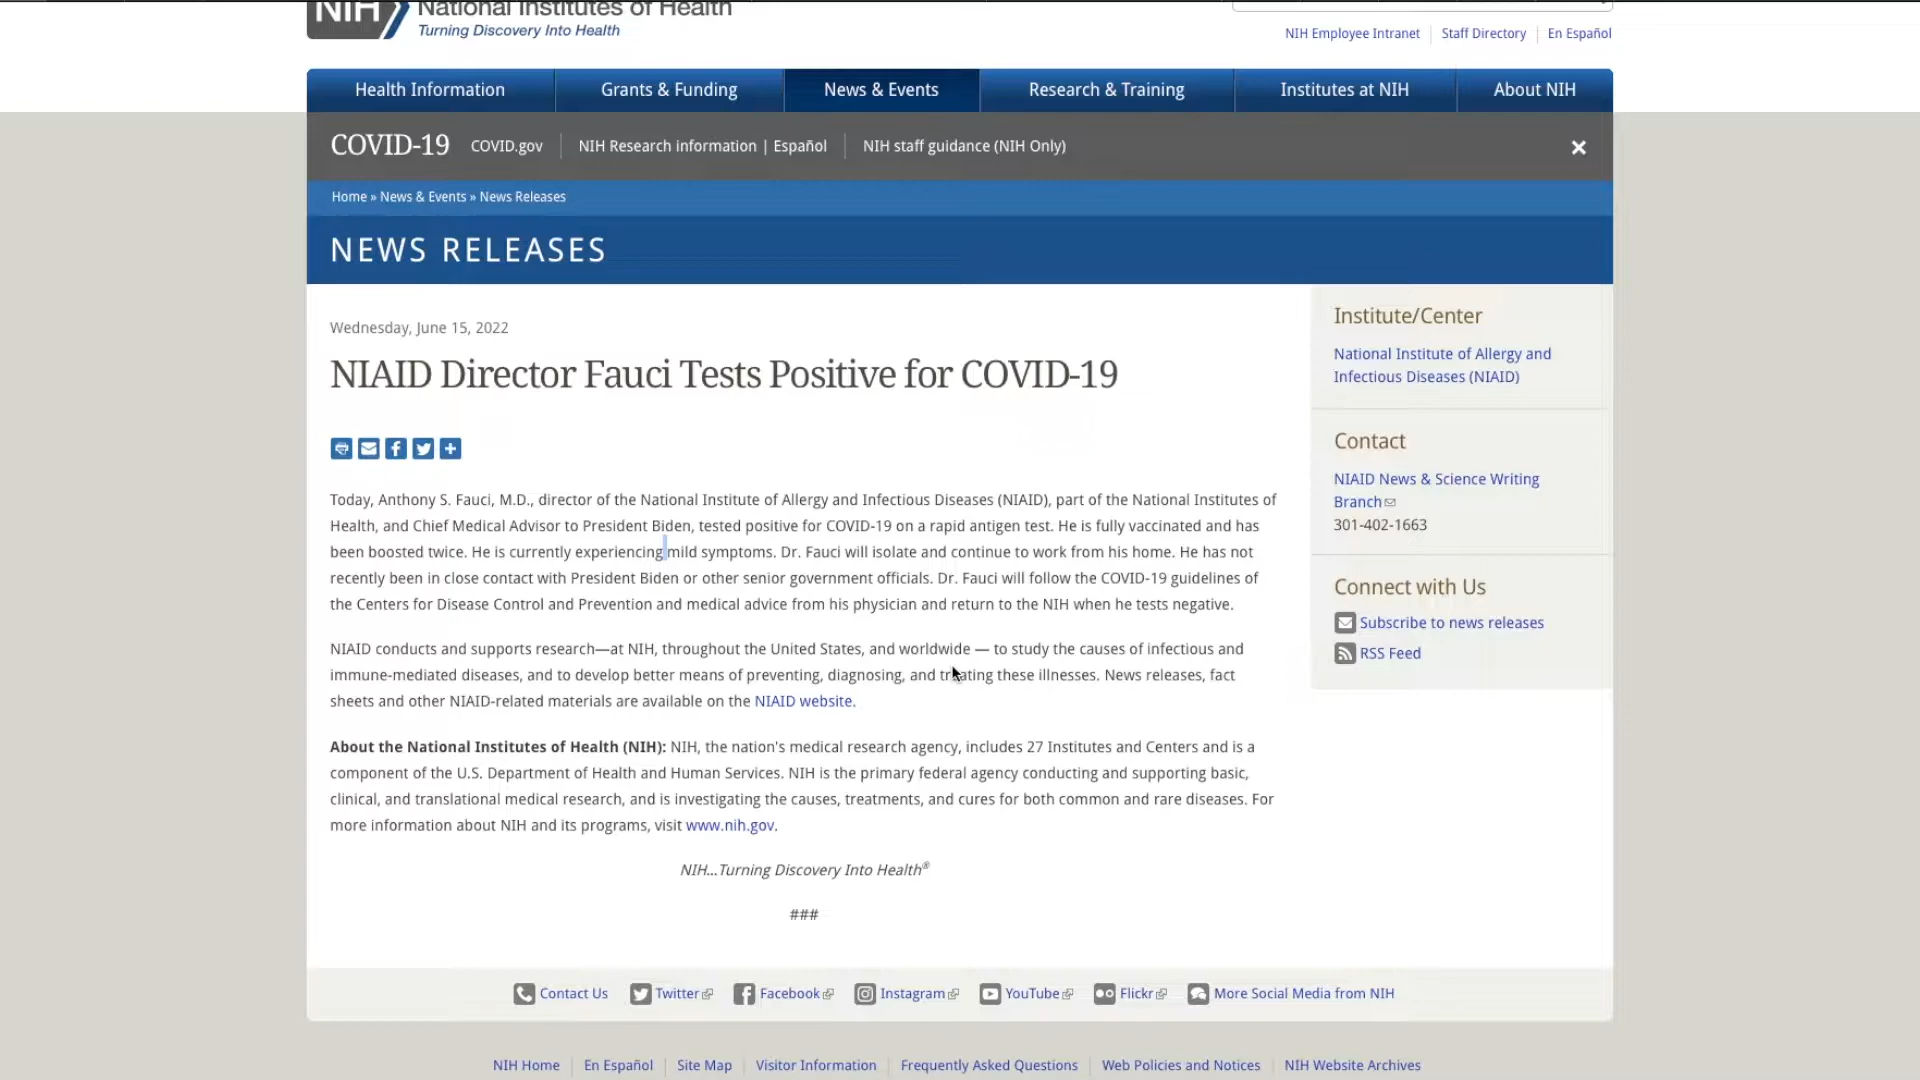 NIH National Institutes of Health
Turning Discovery Into Health
NIH Employee Intranet Staff Directory En Español
Health Information Grants & Funding News & Events Research & Training Institutes at NIH About NIH
COVID-19 COVID.gov NIH Research information | Español NIH staff guidance (NIH Only)
Home » News & Events » News Releases
NEWS RELEASES
Wednesday, June 15, 2022
NIAID Director Fauci Tests Positive for COVID-19
Today, Anthony S. Fauci, M.D., director of the National Institute of Allergy and Infectious Diseases (NIAID), part of the National Institutes of
Health, and Chief Medical Advisor to President Biden, tested positive for COVID-19 on a rapid antigen test. He is fully vaccinated and has
been boosted twice. He is currently experiencing mild symptoms. Dr. Fauci will isolate and continue to work from his home. He has not
recently been in close contact with President Biden or other senior government officials. Dr. Fauci will follow the COVID-19 guidelines of
the Centers for Disease Control and Prevention and medical advice from his physician and return to the NIH when he tests negative.
NIAID conducts and supports research—at NIH, throughout the United States, and worldwide — to study the causes of infectious and
immune-mediated diseases, and to develop better means of preventing, diagnosing, and treating these illnesses. News releases, fact
sheets and other NIAID-related materials are available on the NIAID website.
About the National Institutes of Health (NIH): NIH, the nation's medical research agency, includes 27 Institutes and Centers and is a
component of the U.S. Department of Health and Human Services. NIH is the primary federal agency conducting and supporting basic,
clinical, and translational medical research, and is investigating the causes, treatments, and cures for both common and rare diseases. For
more information about NIH and its programs, visit www.nih.gov.
NIH…Turning Discovery Into Health®
###
Institute/Center
National Institute of Allergy and
Infectious Diseases (NIAID)
Contact
NIAID News & Science Writing
Branch
301-402-1663
Connect with Us
Subscribe to news releases
RSS Feed
Contact Us Twitter Facebook Instagram YouTube Flickr More Social Media from NIH
NIH Home En Español Site Map Visitor Information Frequently Asked Questions Web Policies and Notices NIH Website Archives